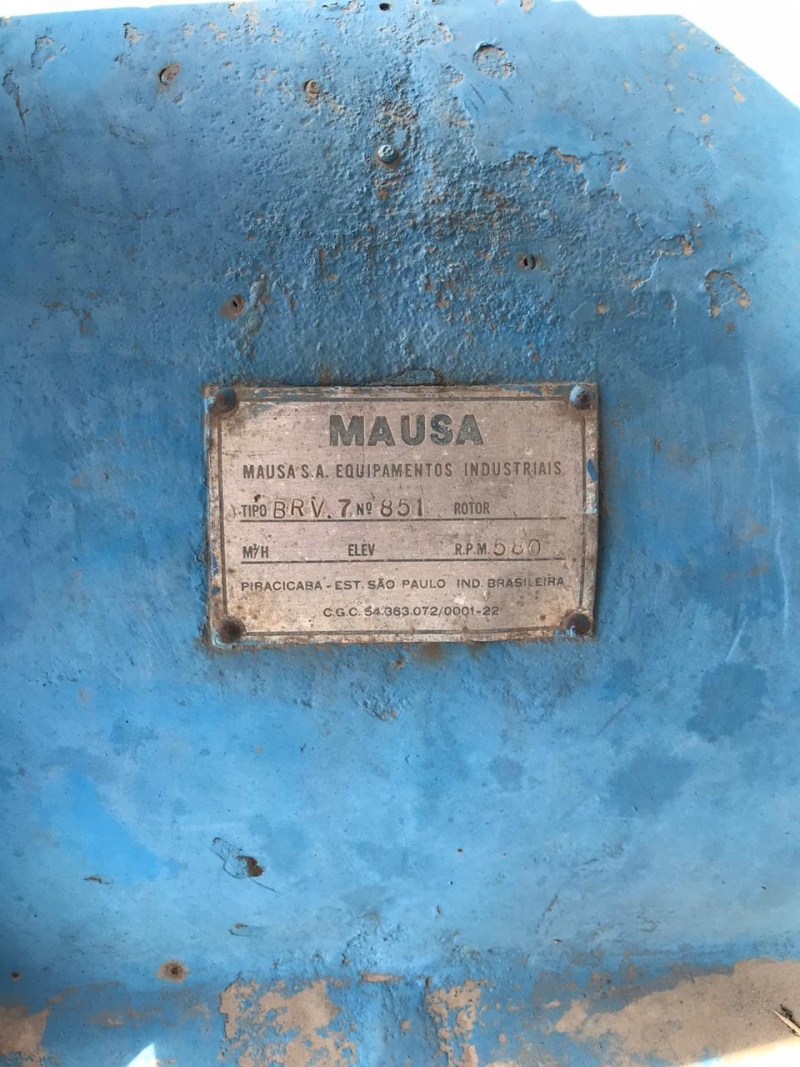 MAUSA
MAUSA S.A. EQUIPAMENTOS INDUSTRIAIS
TIPO BRV. 7 Nº 851 ROTOR
M³/H ELEV R.P.M. 580
PIRACICABA - EST. SÃO PAULO IND. BRASILEIRA
C.G.C. 54.363.072/0001-22